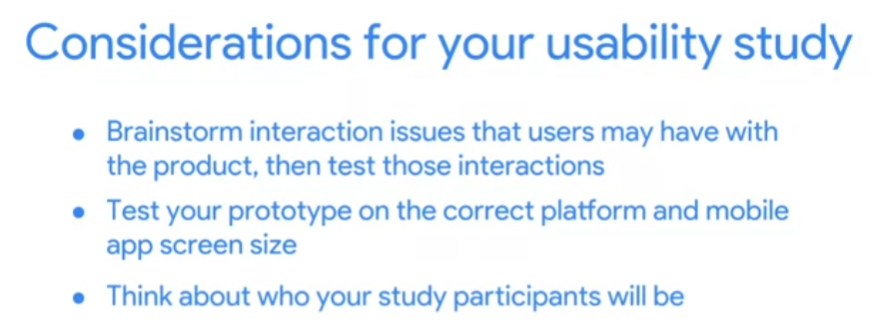 Considerations for your usability study
● Brainstorm interaction issues that users may have with
the product, then test those interactions
● Test your prototype on the correct platform and mobile
app screen size
● Think about who your study participants will be